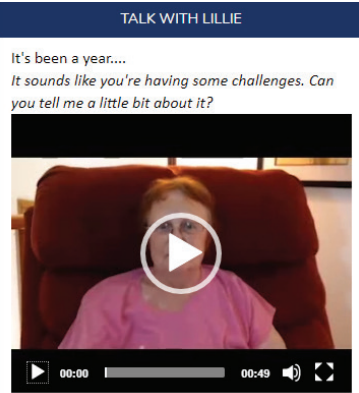 TALK WITH LILLIE
It's been a year....
It sounds like you're having some challenges. Can
you tell me a little bit about it?
00:00
00:49